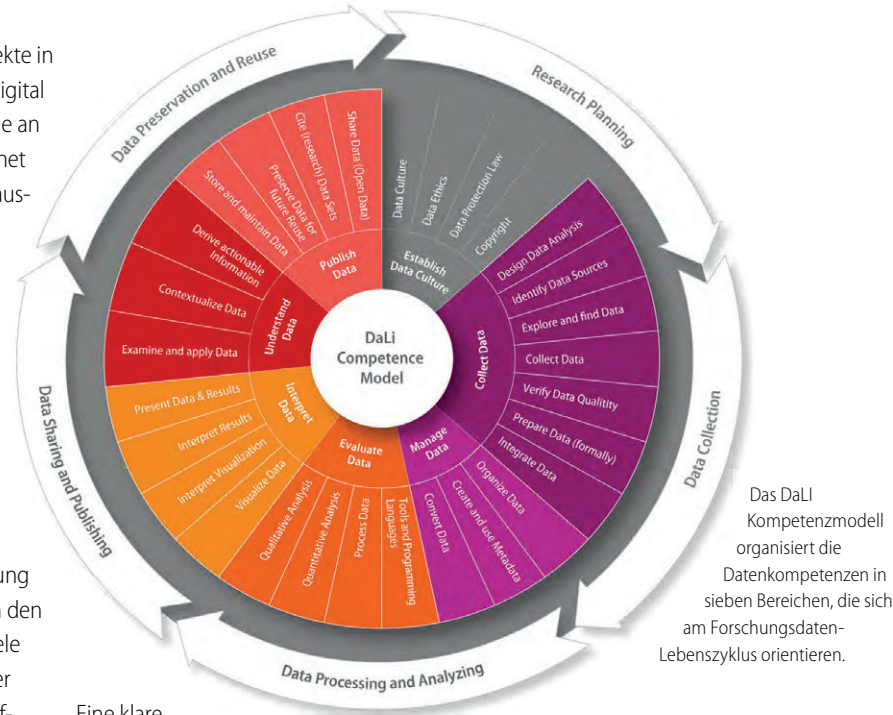 ekte in
igital
e an
net
aus-
ung
n den
ele
er
f-
Eine klare
Data Preservation and Reuse
Research Planning
Data Collection
Data Processing and Analyzing
Data Sharing and Publishing
DaLi
Competence
Model
Establish
Data Culture
Data Culture
Data Ethics
Data Protection Law
Copyright
Collect Data
Design Data Analysis
Identify Data Sources
Explore and find Data
Collect Data
Verify Data Qualitity
Prepare Data (formally)
Integrate Data
Manage
Data
Organize Data
Create and use Metadata
Convert Data
Evaluate
Data
Tools and Programming
Languages
Process Data
Quantitative Analysis
Qualitative Analysis
Interpret
Data
Visualize Data
Interpret Visualization
Interpret Results
Present Data & Results
Understand
Data
Examine and apply Data
Contextualize Data
Derive actionable
Information
Publish
Data
Store and maintain Data
Preserve Data for
future Reuse
Cite (research) Data Sets
Share Data (Open Data)
Das DaLI
Kompetenzmodell
organisiert die
Datenkompetenzen in
sieben Bereichen, die sich
am Forschungsdaten-
Lebenszyklus orientieren.